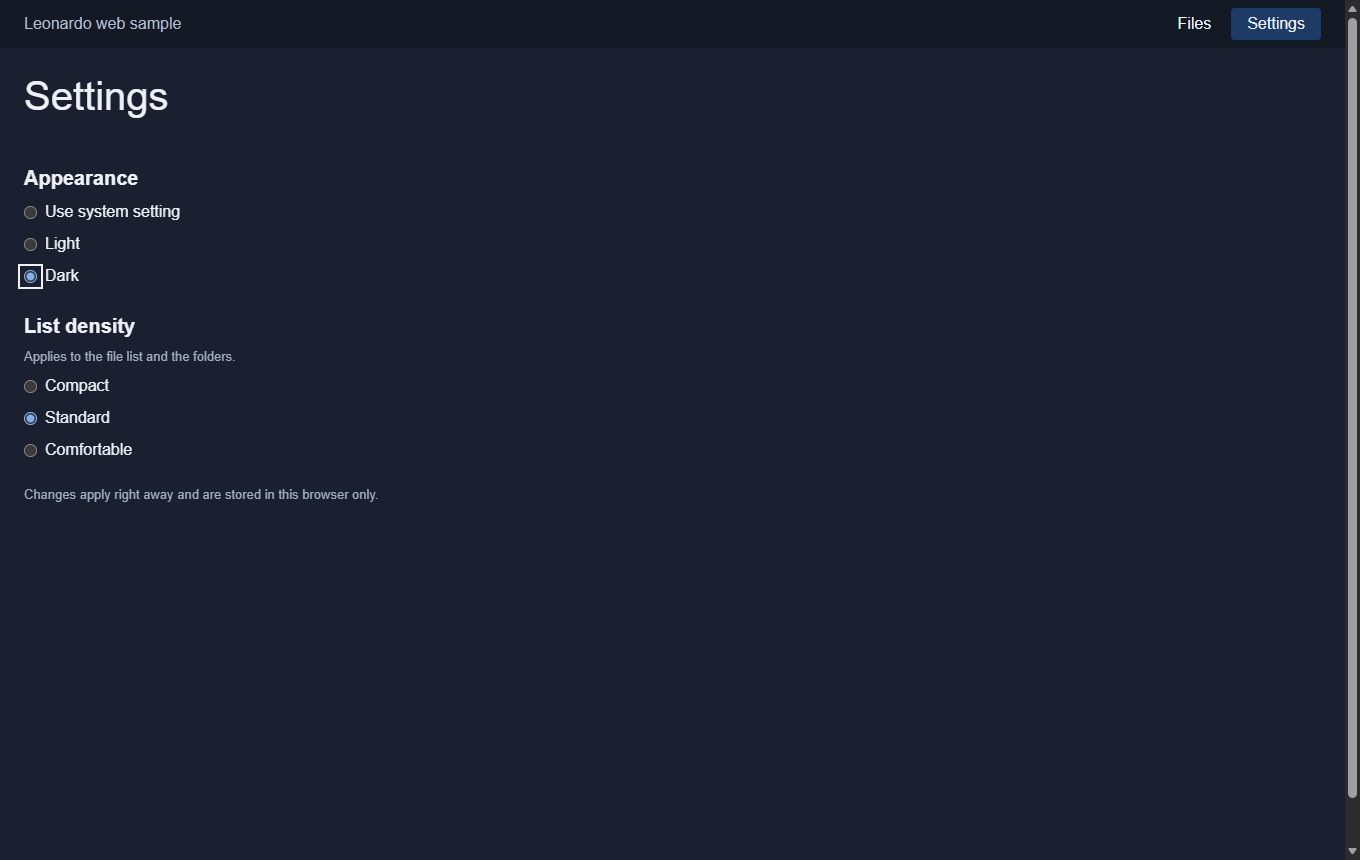 Leonardo web sample
Files
Settings
Settings
Appearance
Use system setting
Light
Dark
List density
Applies to the file list and the folders.
Compact
Standard
Comfortable
Changes apply right away and are stored in this browser only.